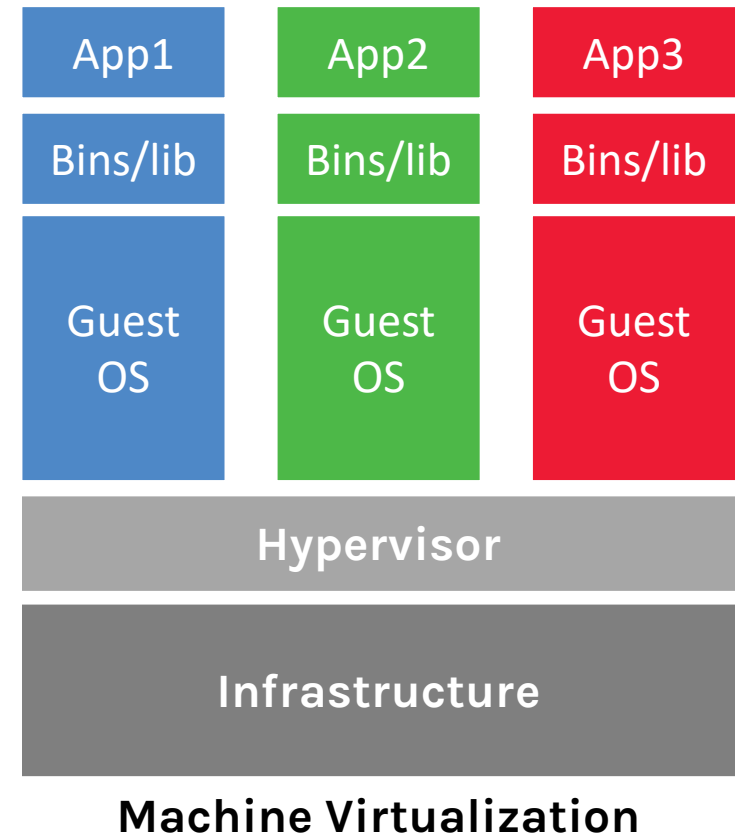 App1
App2
App3
Bins/lib
Bins/lib
Bins/lib
Guest
OS
Guest
OS
Guest
OS
Hypervisor
Infrastructure
Machine Virtualization